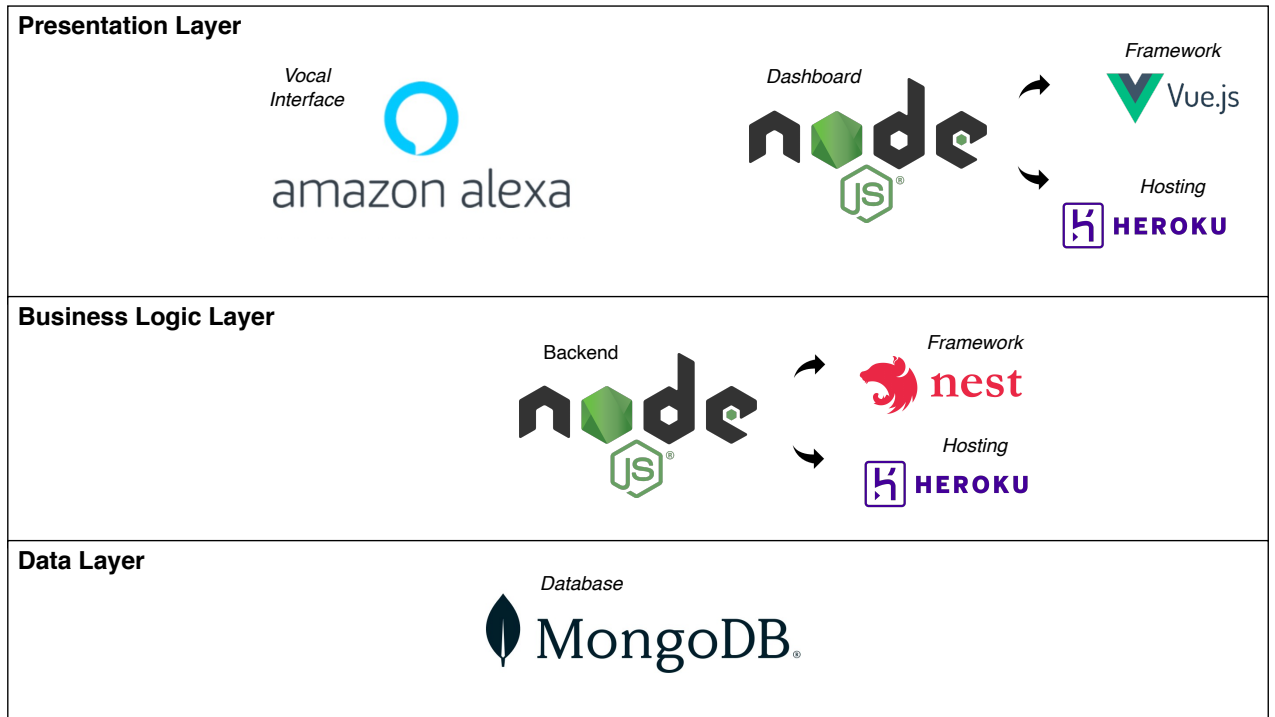 Presentation Layer
Vocal
Interface
amazon alexa
Dashboard
node
JS®
Framework
Vue.js
Hosting
HEROKU
Business Logic Layer
Backend
node
JS®
Framework
nest
Hosting
HEROKU
Data Layer
Database
MongoDB®